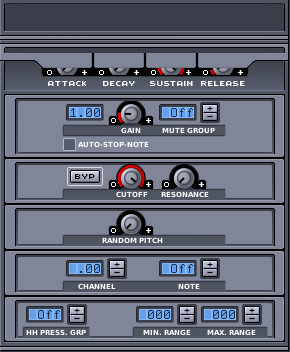 ATTACK DECAY SUSTAIN RELEASE
1.00 Off
GAIN MUTE GROUP
AUTO-STOP-NOTE
BYP
CUTOFF RESONANCE
RANDOM PITCH
1.00 Off
CHANNEL NOTE
Off 000 000
HH PRESS. GRP MIN. RANGE MAX. RANGE